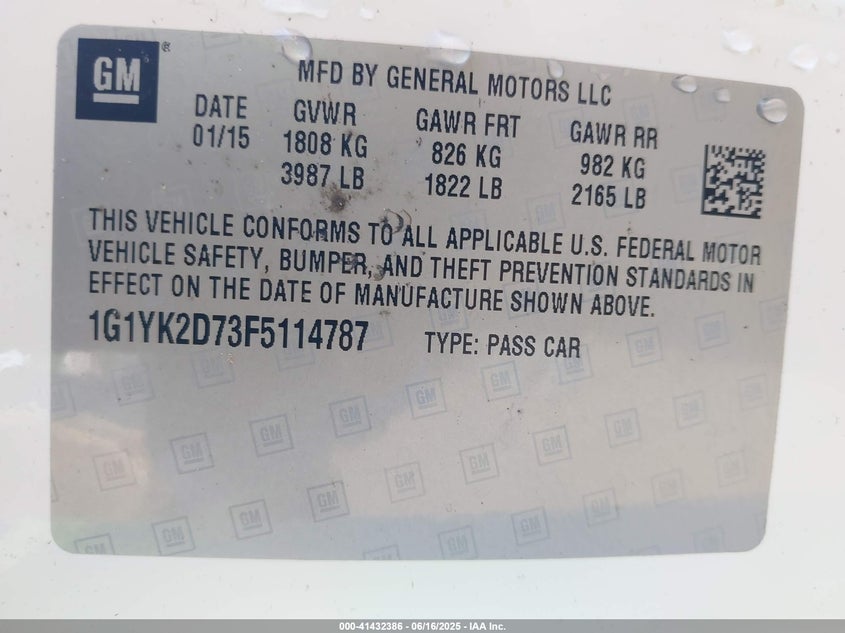 GM
MFD BY GENERAL MOTORS LLC
DATE GVWR GAWR FRT GAWR RR
01/15 1808 KG 826 KG 982 KG
3987 LB 1822 LB 2165 LB
THIS VEHICLE CONFORMS TO ALL APPLICABLE U.S. FEDERAL MOTOR
VEHICLE SAFETY, BUMPER, AND THEFT PREVENTION STANDARDS IN
EFFECT ON THE DATE OF MANUFACTURE SHOWN ABOVE.
1G1YK2D73F5114787 TYPE: PASS CAR
000-41432386 - 06/16/2025 - IAA Inc.